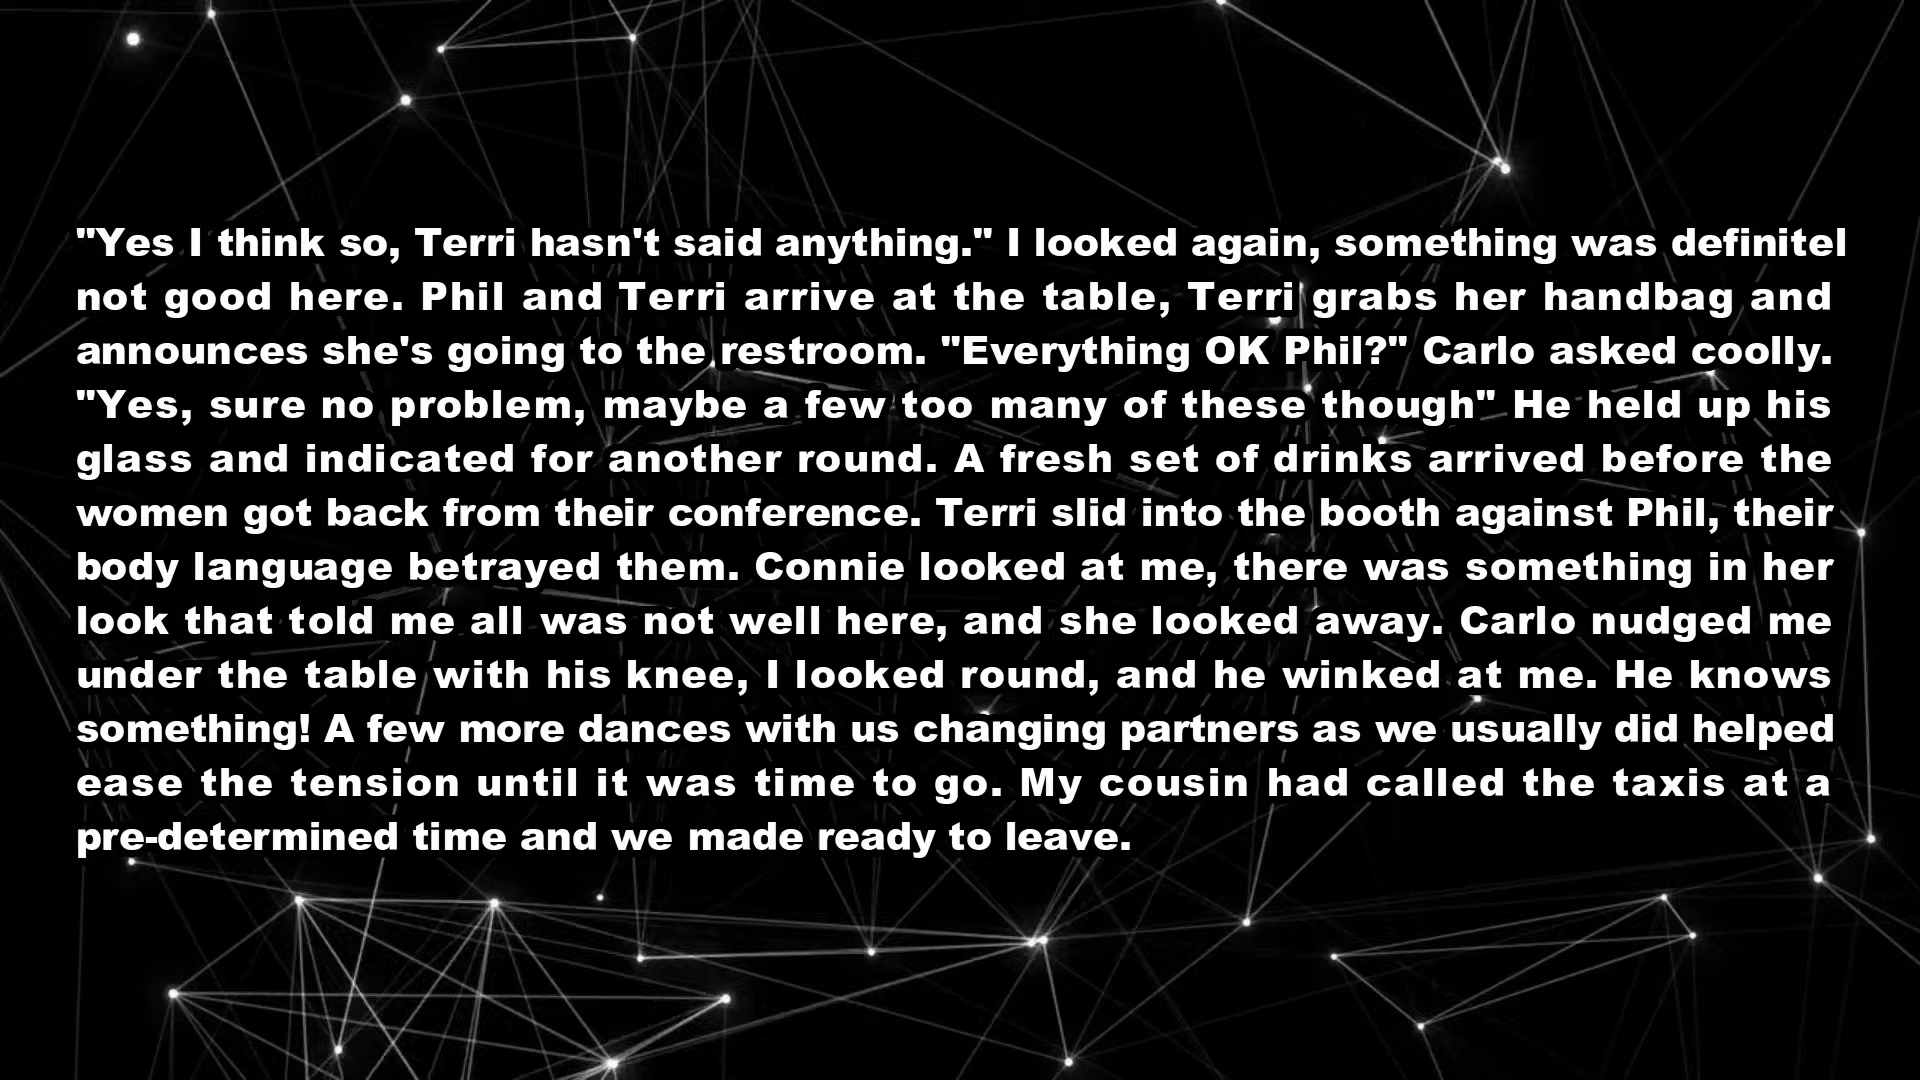 "Yes I think so, Terri hasn't said anything." I looked again, something was definitel
not good here. Phil and Terri arrive at the table, Terri grabs her handbag and
announces she's going to the restroom. "Everything OK Phil?" Carlo asked coolly.
"Yes, sure no problem, maybe a few too many of these though" He held up his
glass and indicated for another round. A fresh set of drinks arrived before the
women got back from their conference. Terri slid into the booth against Phil, their
body language betrayed them. Connie looked at me, there was something in her
look that told me all was not well here, and she looked away. Carlo nudged me
under the table with his knee, I looked round, and he winked at me. He knows
something! A few more dances with us changing partners as we usually did helped
ease the tension until it was time to go. My cousin had called the taxis at a
pre-determined time and we made ready to leave.